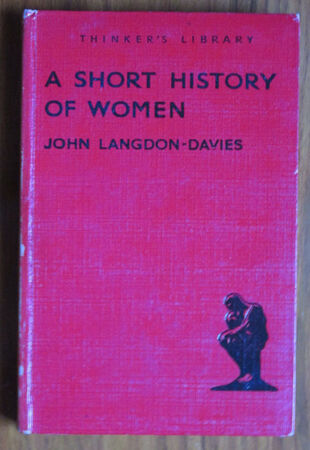 THINKER'S LIBRARY
A SHORT HISTORY
OF WOMEN
JOHN LANGDON-DAVIES